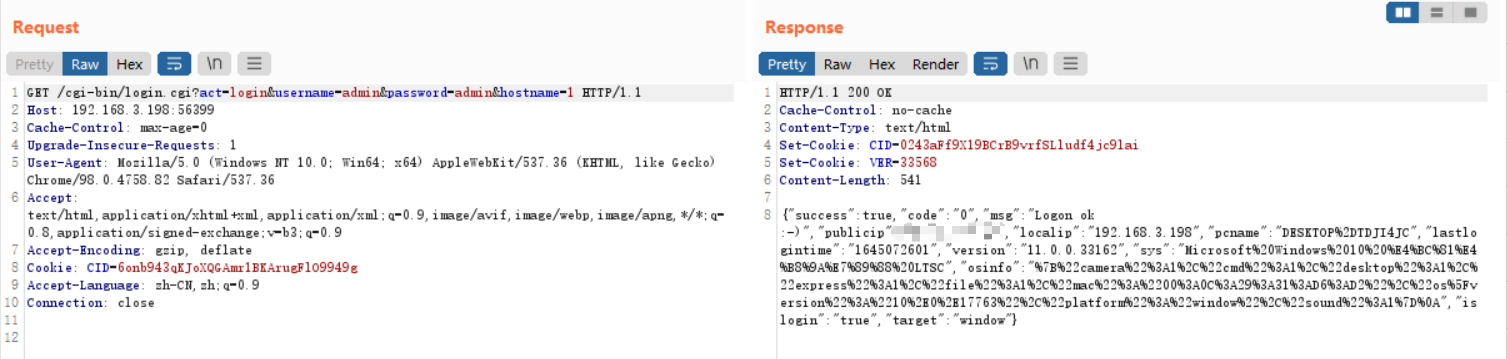 Request
Pretty Raw Hex \n
1 GET /cgi-bin/login.cgi?act=login&username=admin&password=admin&hostname=1 HTTP/1.1
2 Host: 192.168.3.198:56399
3 Cache-Control: max-age=0
4 Upgrade-Insecure-Requests: 1
5 User-Agent: Mozilla/5.0 (Windows NT 10.0; Win64; x64) AppleWebKit/537.36 (KHTML, like Gecko)
Chrome/98.0.4758.82 Safari/537.36
6 Accept:
text/html,application/xhtml+xml,application/xml;q=0.9,image/avif,image/webp,image/apng,*/*;q=
0.8,application/signed-exchange;v=b3;q=0.9
7 Accept-Encoding: gzip, deflate
8 Cookie: CID=6onb943qKJoXQGAmr1BKArugFlO9949g
9 Accept-Language: zh-CN,zh;q=0.9
10 Connection: close
11
12
Response
Pretty Raw Hex Render \n
1 HTTP/1.1 200 OK
2 Cache-Control: no-cache
3 Content-Type: text/html
4 Set-Cookie: CID=0243aFf9X19BCrB9vrfSLludf4jc9lai
5 Set-Cookie: VER=33568
6 Content-Length: 541
7
8 {"success":true,"code":"0","msg":"Logon ok
:-)","publicip" ,"localip":"192.168.3.198","pcname":"DESKTOP%2DTDJI4JC","lastlo
gintime":"1645072601","version":"11.0.0.33162","sys":"Microsoft%20Windows%2010%20%E4%BC%81%E4
%B8%9A%E7%89%88%20LTSC","osinfo":"%7B%22camera%22%3A1%2C%22cmd%22%3A1%2C%22desktop%22%3A1%2C%
22express%22%3A1%2C%22file%22%3A1%2C%22mac%22%3A%2200%3A0C%3A29%3A31%3AD6%3AD2%22%2C%22os%5Fv
ersion%22%3A%2210%2E0%2E17763%22%2C%22platform%22%3A%22window%22%2C%22sound%22%3A1%7D%0A","is
login":"true","target":"window"}